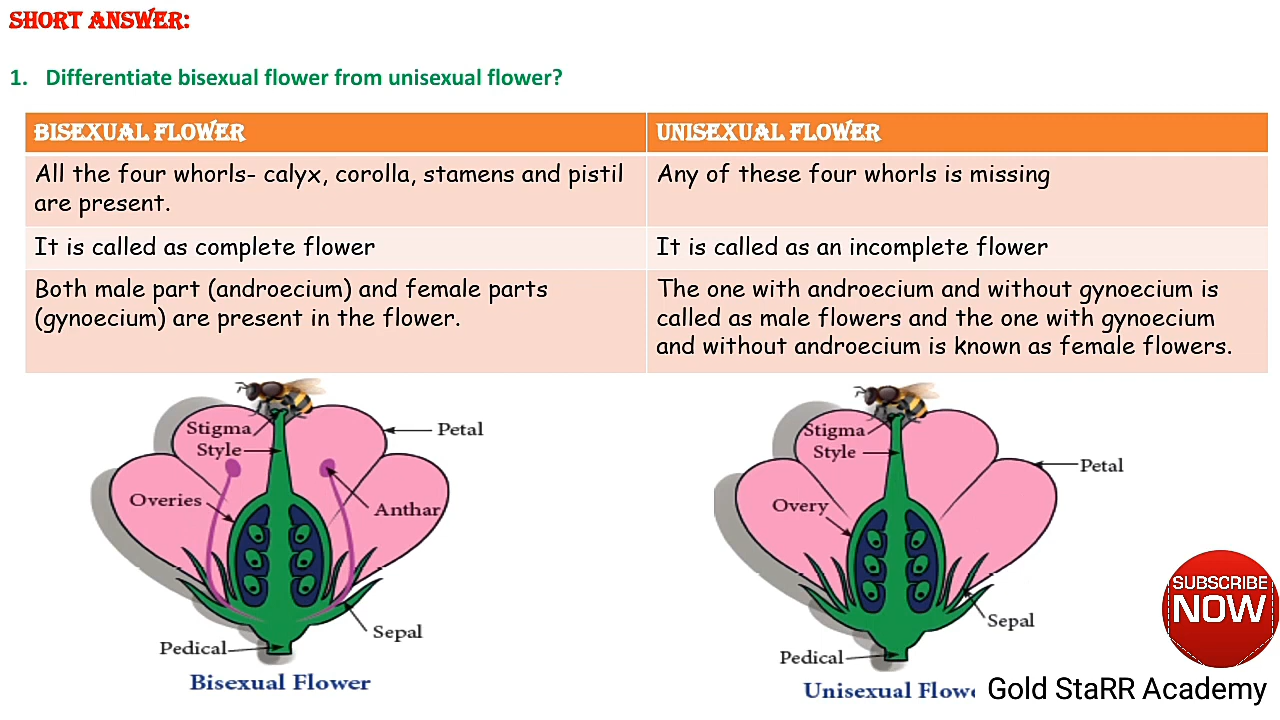 SHORT ANSWER:
1. Differentiate bisexual flower from unisexual flower?
BISEXUAL FLOWER
UNISEXUAL FLOWER
All the four whorls- calyx, corolla, stamens and pistil
are present.
Any of these four whorls is missing
It is called as complete flower
It is called as an incomplete flower
Both male part (androecium) and female parts
(gynoecium) are present in the flower.
The one with androecium and without gynoecium is
called as male flowers and the one with gynoecium
and without androecium is known as female flowers.
Stigma
Style
Petal
Overies
Anthar
Sepal
Pedical
Bisexual Flower
Stigma
Style
Petal
Overy
Sepal
Pedical
Unisexual Flowe
SUBSCRIBE
NOW
Gold StaRR Academy